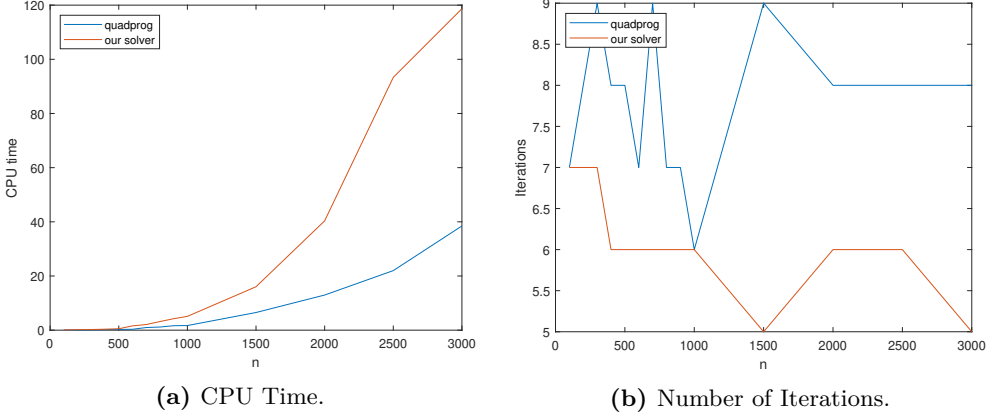 120
100
80
60
40
20
0
CPU time
quadprog
our solver
0 500 1000 1500 2000 2500 3000
n
(a) CPU Time.
9
8.5
8
7.5
7
6.5
6
5.5
5
Iterations
quadprog
our solver
0 500 1000 1500 2000 2500 3000
n
(b) Number of Iterations.